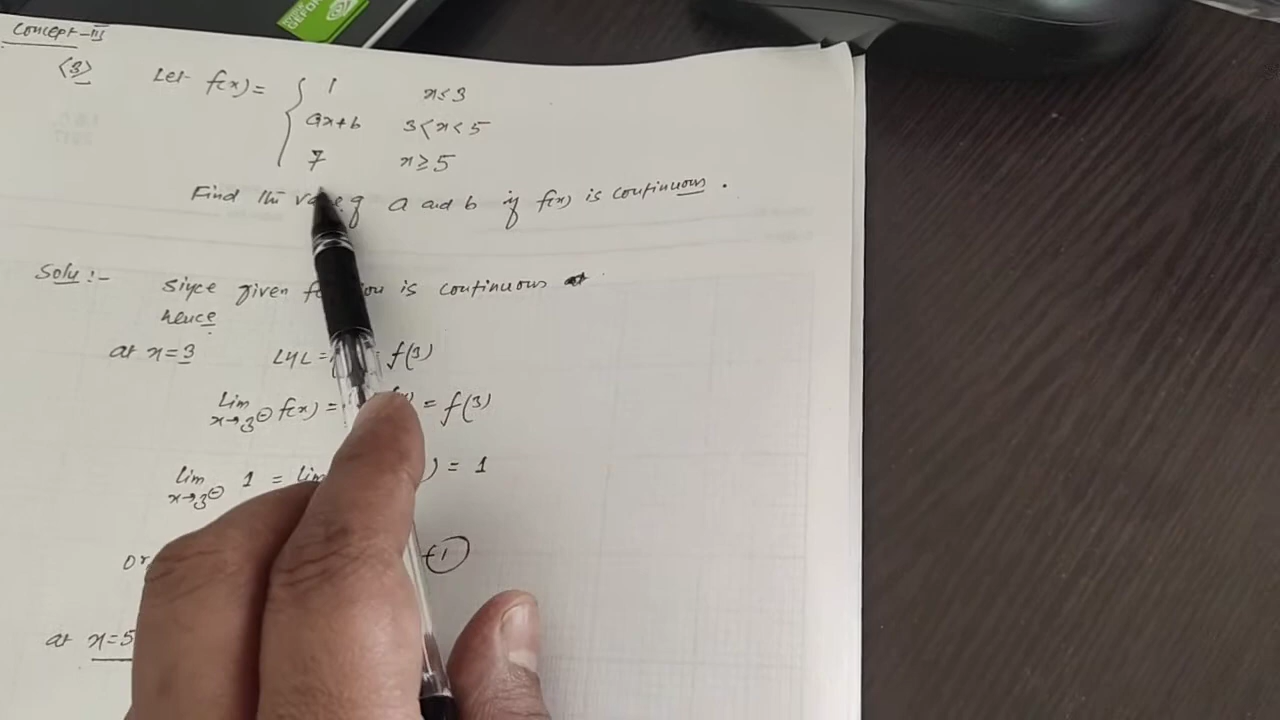 Concept-III
<3> Let f(x) = { 1 x ≤ 3
ax+b 3 < x < 5
7 x ≥ 5
Find the value of a and b if f(x) is continuous .
Solu :- Since given function is continuous
hence
at x=3 LHL = = f(3)
Lim x→3⊖ f(x) = = f(3)
Lim x→3⊖ 1 = Lim ) = 1
or
1
at x=5